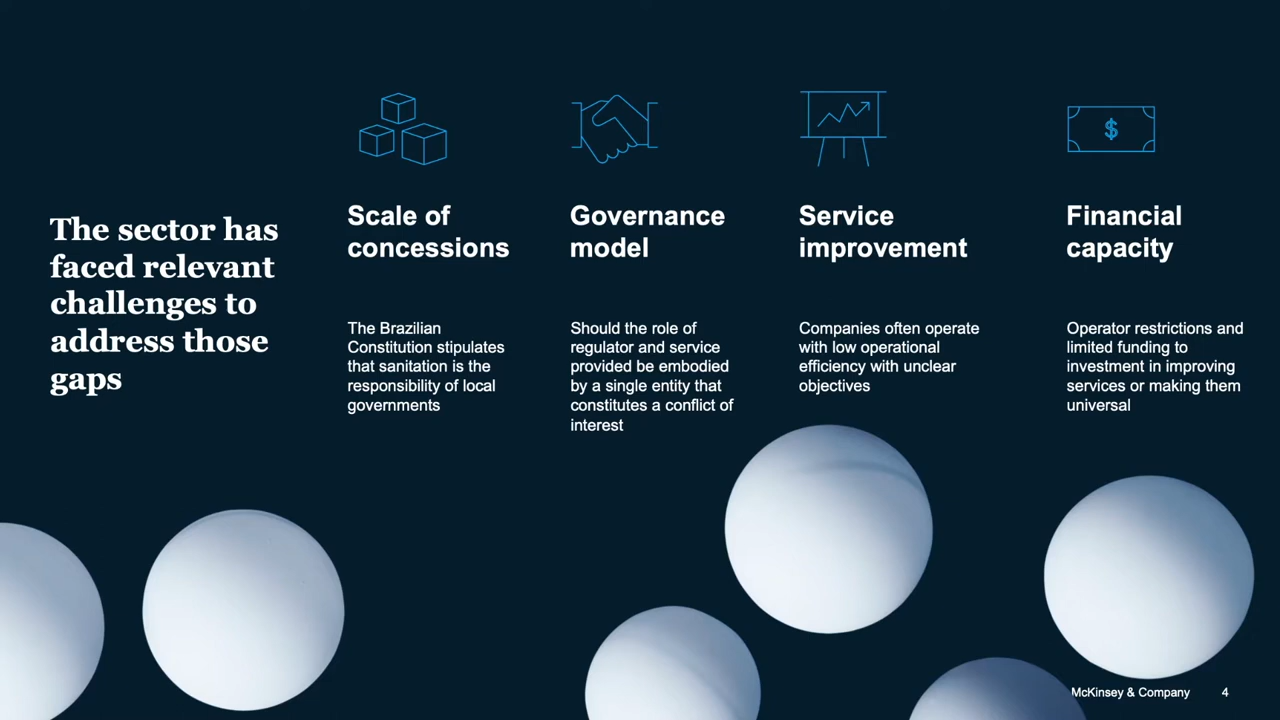 The sector has
faced relevant
challenges to
address those
gaps
Scale of
concessions
The Brazilian
Constitution stipulates
that sanitation is the
responsibility of local
governments
Governance
model
Should the role of
regulator and service
provided be embodied
by a single entity that
constitutes a conflict of
interest
Service
improvement
Companies often operate
with low operational
efficiency with unclear
objectives
$
Financial
capacity
Operator restrictions and
limited funding to
investment in improving
services or making them
universal
McKinsey & Company 4